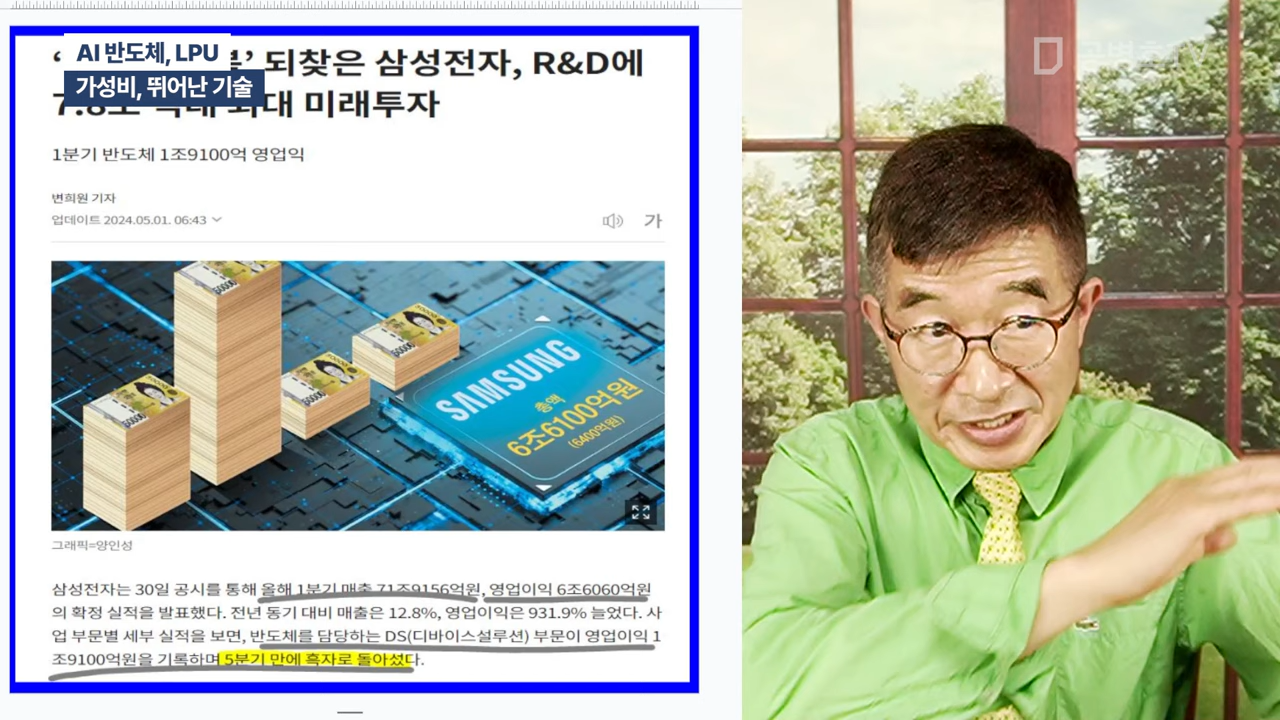 AI 반도체, LPU
가성비, 뛰어난 기술
되찾은 삼성전자, R&D에
미래투자
1분기 반도체 1조9100억 영업익
변희원 기자
업데이트 2024.05.01. 06:43
가
SAMSUNG
총액
6조6100억원
(6400억원)
50000
50000
50000
50000
그래픽=양인성
삼성전자는 30일 공시를 통해 올해 1분기 매출 71조9156억원, 영업이익 6조6060억원
의 확정 실적을 발표했다. 전년 동기 대비 매출은 12.8%, 영업이익은 931.9% 늘었다. 사
업 부문별 세부 실적을 보면, 반도체를 담당하는 DS(디바이스설루션) 부문이 영업이익 1
조9100억원을 기록하며 5분기 만에 흑자로 돌아섰다.